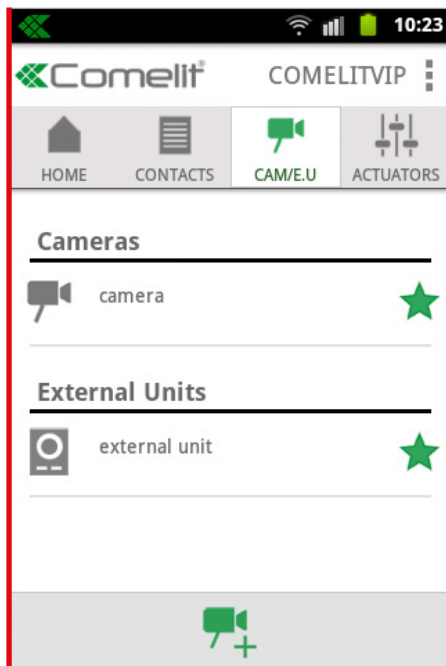 10:23
Comelit® COMELITVIP
HOME CONTACTS CAM/E.U ACTUATORS
Cameras
camera
External Units
external unit